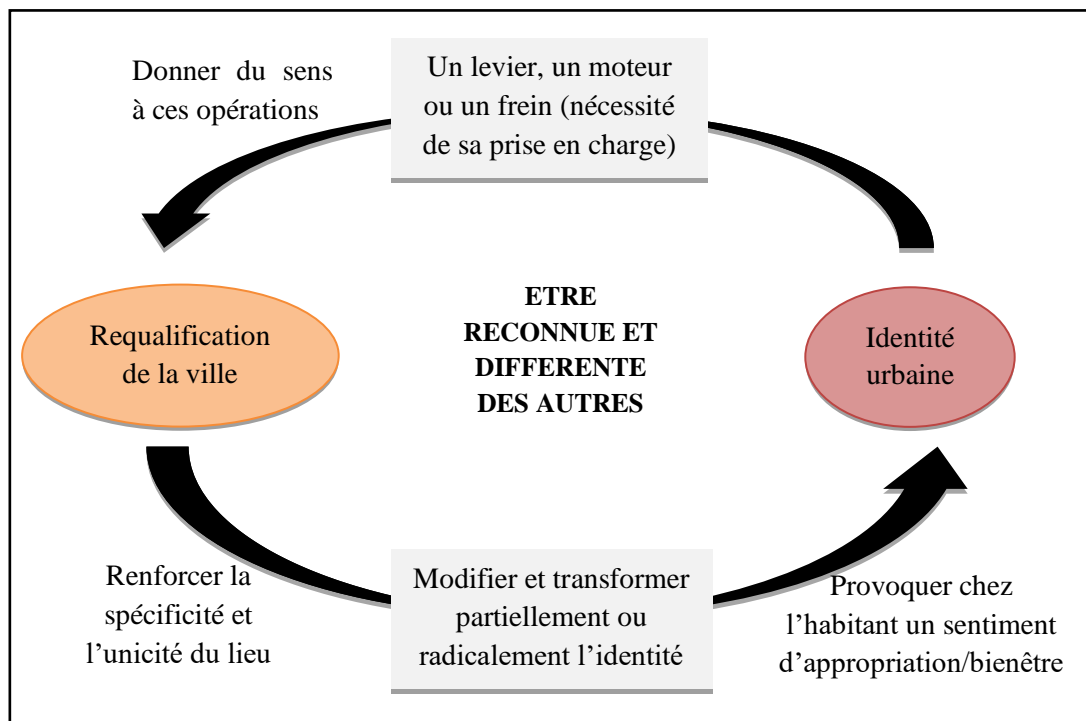 Donner du sens
à ces opérations
Un levier, un moteur
ou un frein (nécessité
de sa prise en charge)
Requalification
de la ville
ETRE
RECONNUE ET
DIFFERENTE
DES AUTRES
Identité
urbaine
Renforcer la
spécificité et
l’unicité du lieu
Modifier et transformer
partiellement ou
radicalement l’identité
Provoquer chez
l’habitant un sentiment
d’appropriation/bienêtre